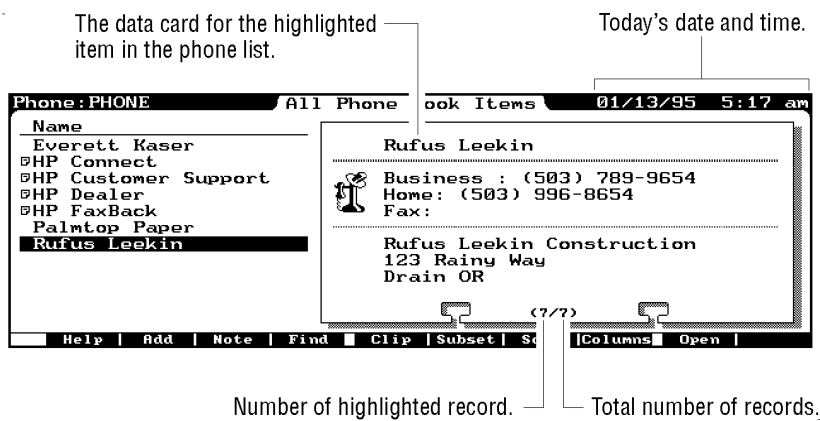 The data card for the highlighted
item in the phone list.
Today's date and time.
Phone:PHONE All Phone ook Items 01/13/95 5:17 am
Name
Everett Kaser
HP Connect
HP Customer Support
HP Dealer
HP FaxBack
Palmtop Paper
Rufus Leekin
Rufus Leekin
Business : (503) 789-9654
Home: (503) 996-8654
Fax:
Rufus Leekin Construction
123 Rainy Way
Drain OR
(7/7)
Help | Add | Note | Find Clip |Subset| |Columns Open |
Number of highlighted record.
Total number of records.